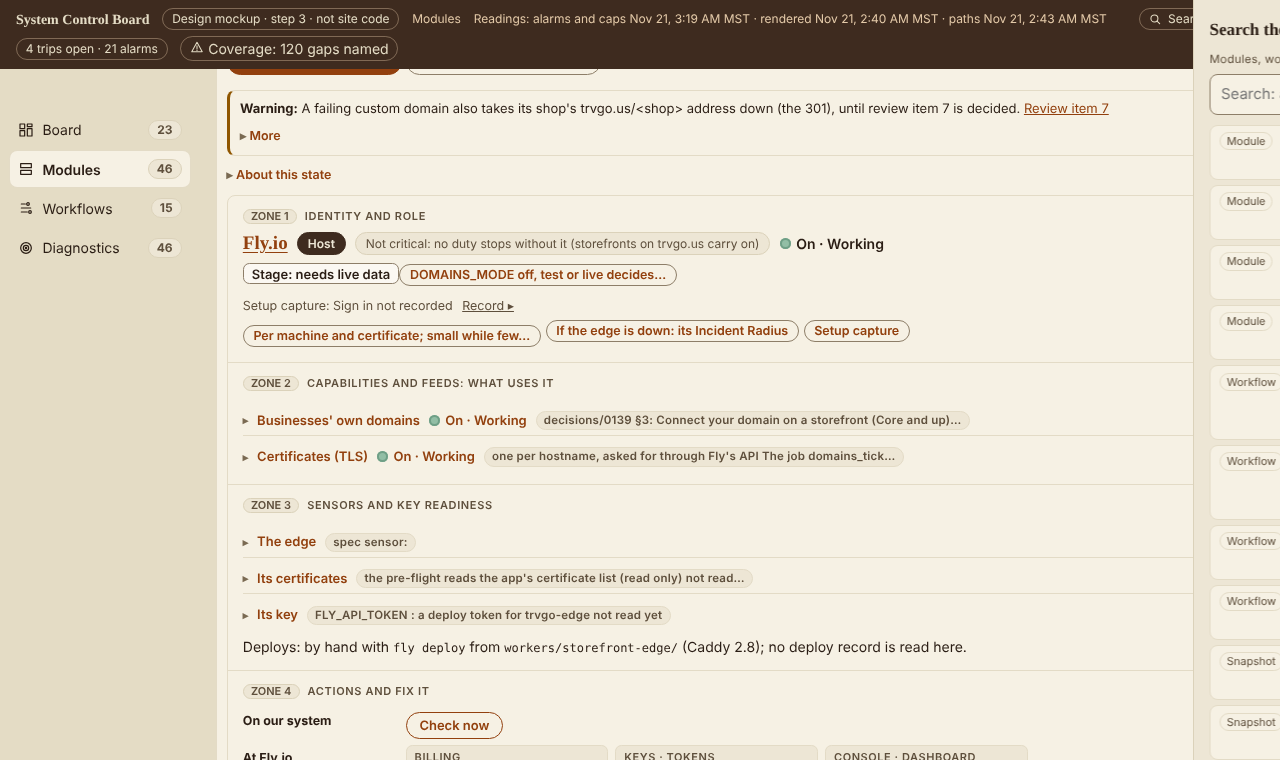 System Control Board
Design mockup · step 3 · not site code
Modules
Readings: alarms and caps Nov 21, 3:19 AM MST · rendered Nov 21, 2:40 AM MST · paths Nov 21, 2:43 AM MST
4 trips open · 21 alarms
Coverage: 120 gaps named
Board 23
Modules 46
Workflows 15
Diagnostics 46
Warning: A failing custom domain also takes its shop's trvgo.us/<shop> address down (the 301), until review item 7 is decided. Review item 7
▸ More
▸ About this state
ZONE 1 IDENTITY AND ROLE
Fly.io Host Not critical: no duty stops without it (storefronts on trvgo.us carry on) On · Working
Stage: needs live data DOMAINS_MODE off, test or live decides...
Setup capture: Sign in not recorded Record ▸
Per machine and certificate; small while few... If the edge is down: its Incident Radius Setup capture
ZONE 2 CAPABILITIES AND FEEDS: WHAT USES IT
▸ Businesses' own domains On · Working decisions/0139 §3: Connect your domain on a storefront (Core and up)...
▸ Certificates (TLS) On · Working one per hostname, asked for through Fly's API The job domains_tick...
ZONE 3 SENSORS AND KEY READINESS
▸ The edge spec sensor:
▸ Its certificates the pre-flight reads the app's certificate list (read only) not read...
▸ Its key FLY_API_TOKEN : a deploy token for trvgo-edge not read yet
Deploys: by hand with fly deploy from workers/storefront-edge/ (Caddy 2.8); no deploy record is read here.
ZONE 4 ACTIONS AND FIX IT
On our system Check now
At Fly.io BILLING KEYS · TOKENS CONSOLE · DASHBOARD
Search
Modules,
Search:
Module
Module
Module
Module
Workflow
Workflow
Workflow
Workflow
Snapshot
Snapshot